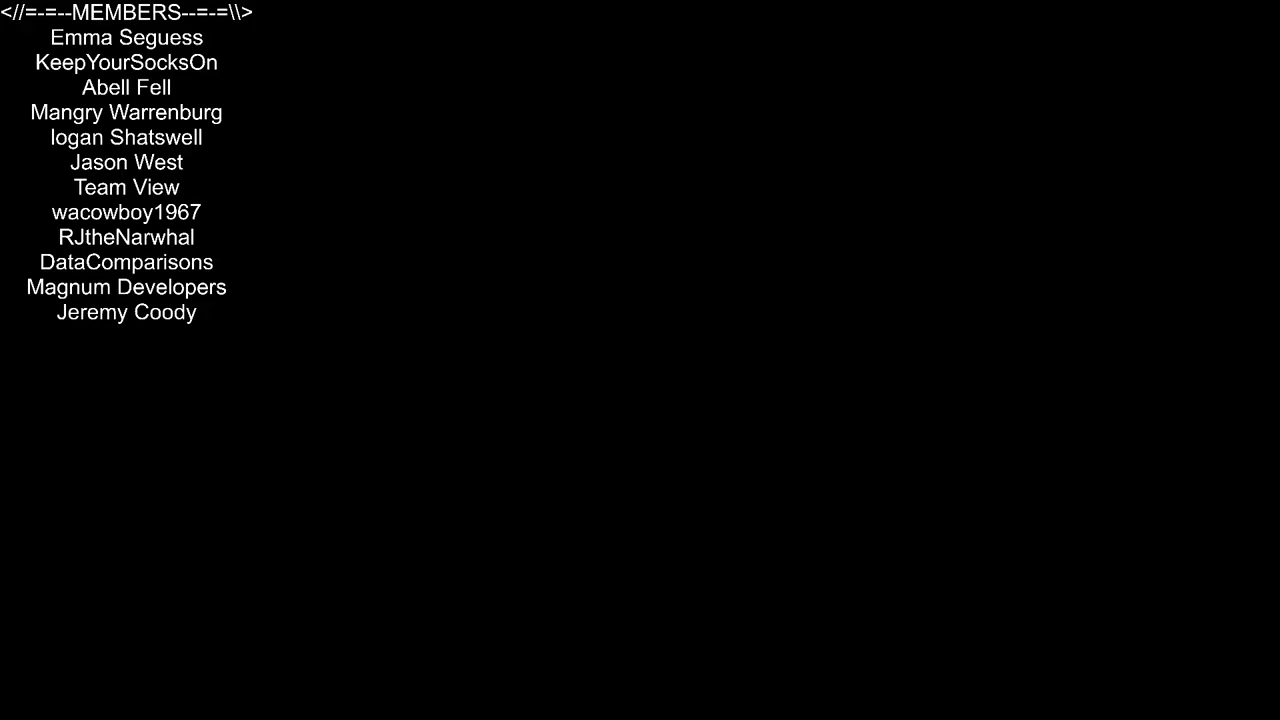 <//=-=--MEMBERS--=-=\\>
Emma Seguess
KeepYourSocksOn
Abell Fell
Mangry Warrenburg
logan Shatswell
Jason West
Team View
wacowboy1967
RJtheNarwhal
DataComparisons
Magnum Developers
Jeremy Coody